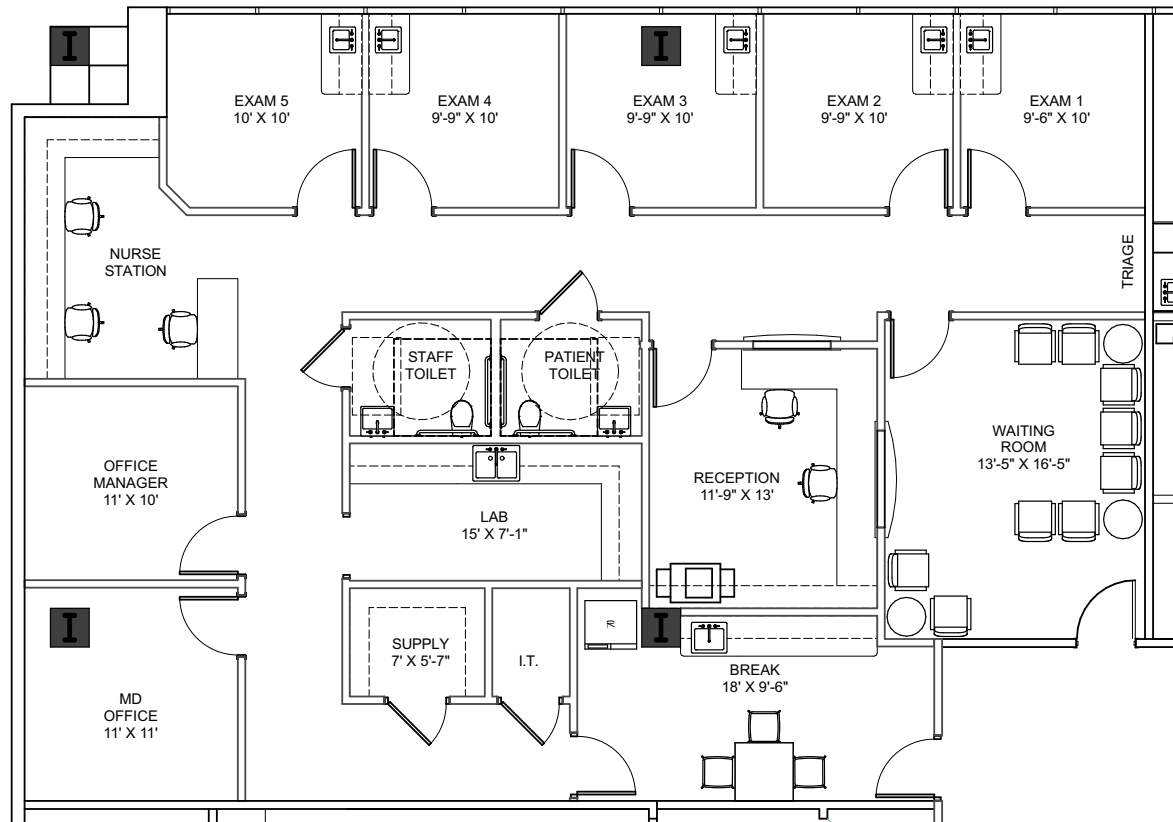 EXAM 5
10' X 10'
EXAM 4
9'-9" X 10'
EXAM 3
9'-9" X 10'
EXAM 2
9'-9" X 10'
EXAM 1
9'-6" X 10'
NURSE
STATION
TRIAGE
STAFF
TOILET
PATIENT
TOILET
OFFICE
MANAGER
11' X 10'
LAB
15' X 7'-1"
RECEPTION
11'-9" X 13'
WAITING
ROOM
13'-5" X 16'-5"
MD
OFFICE
11' X 11'
SUPPLY
7' X 5'-7"
I.T.
BREAK
18' X 9'-6"